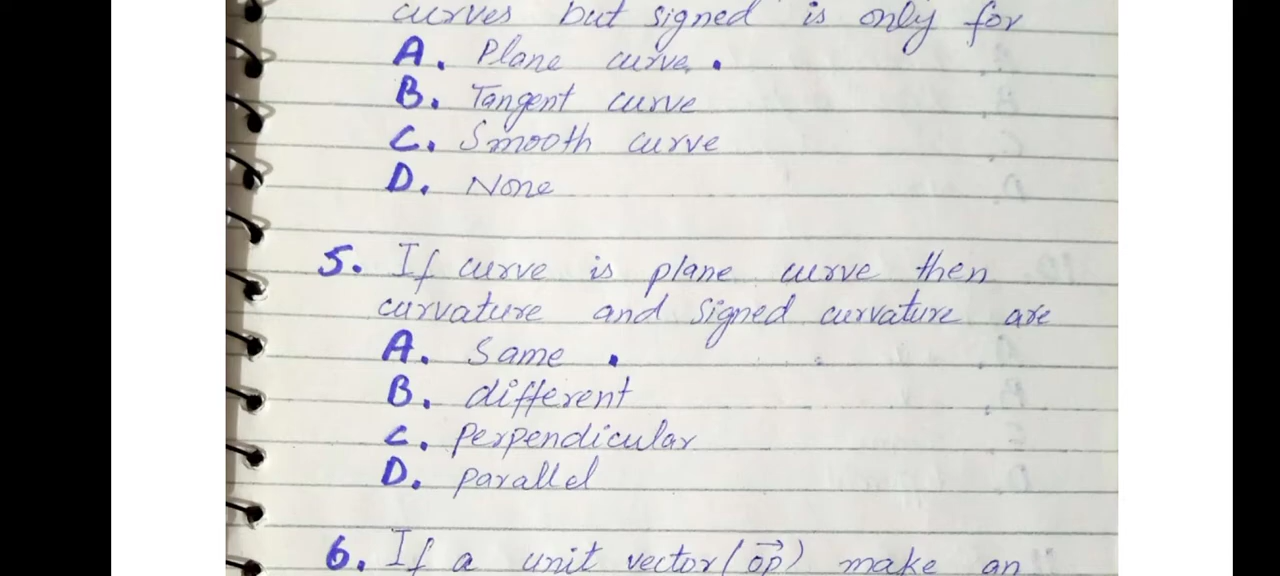 curves but signed is only for
A. Plane curve.
B. Tangent curve
C. Smooth curve
D. None
5. If curve is plane curve then
curvature and signed curvature are
A. Same .
B. different
C. perpendicular
D. parallel
6. If a unit vector (op) make an